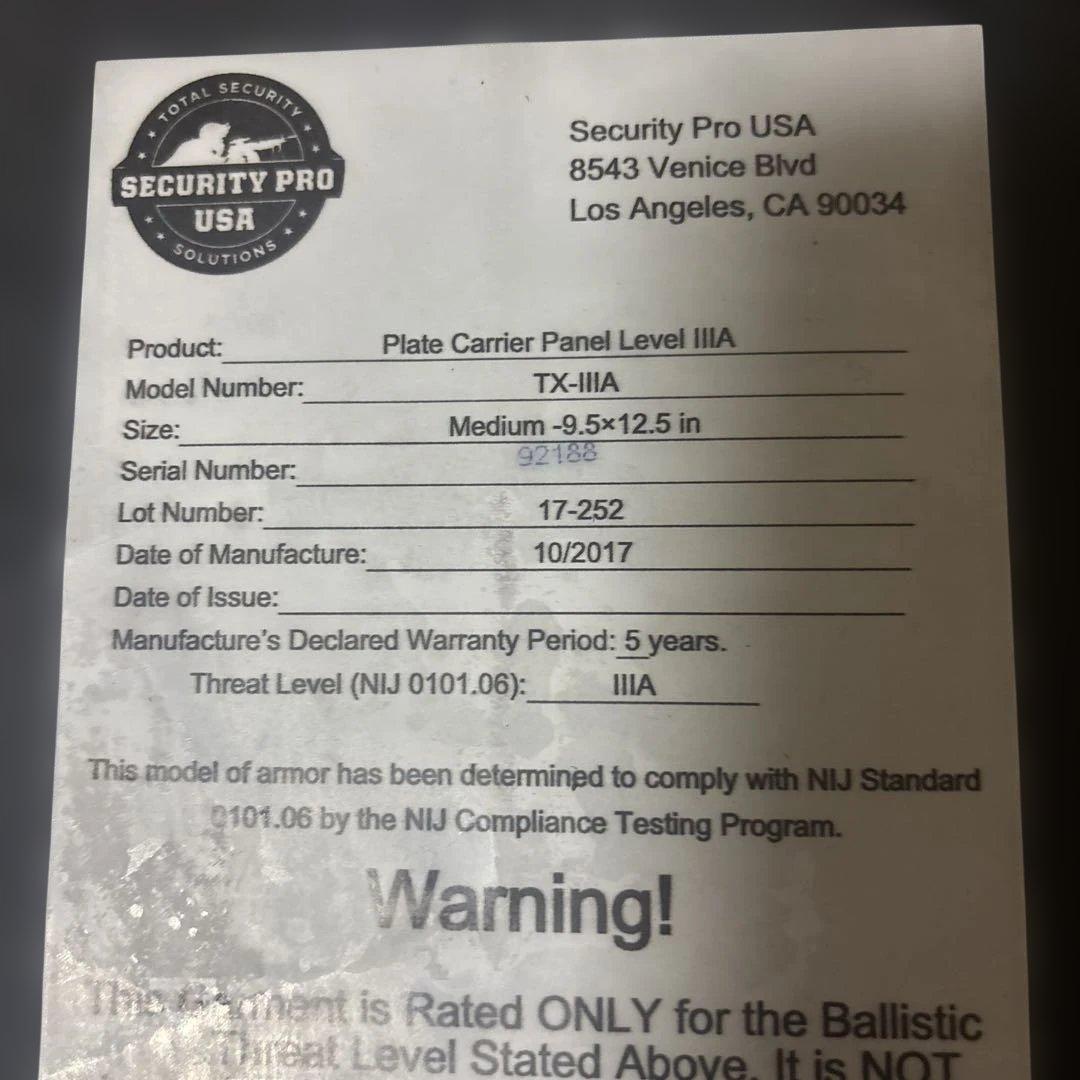 TOTAL SECURITY
SECURITY PRO
USA
SOLUTIONS
Security Pro USA
8543 Venice Blvd
Los Angeles, CA 90034
Product: Plate Carrier Panel Level IIIA
Model Number: TX-IIIA
Size: Medium -9.5×12.5 in
Serial Number: 92188
Lot Number: 17-252
Date of Manufacture: 10/2017
Date of Issue:
Manufacture's Declared Warranty Period: 5 years.
Threat Level (NIJ 0101.06): IIIA
This model of armor has been determined to comply with NIJ Standard
0101.06 by the NIJ Compliance Testing Program.
Warning!
This Garment is Rated ONLY for the Ballistic
Threat Level Stated Above. It is NOT